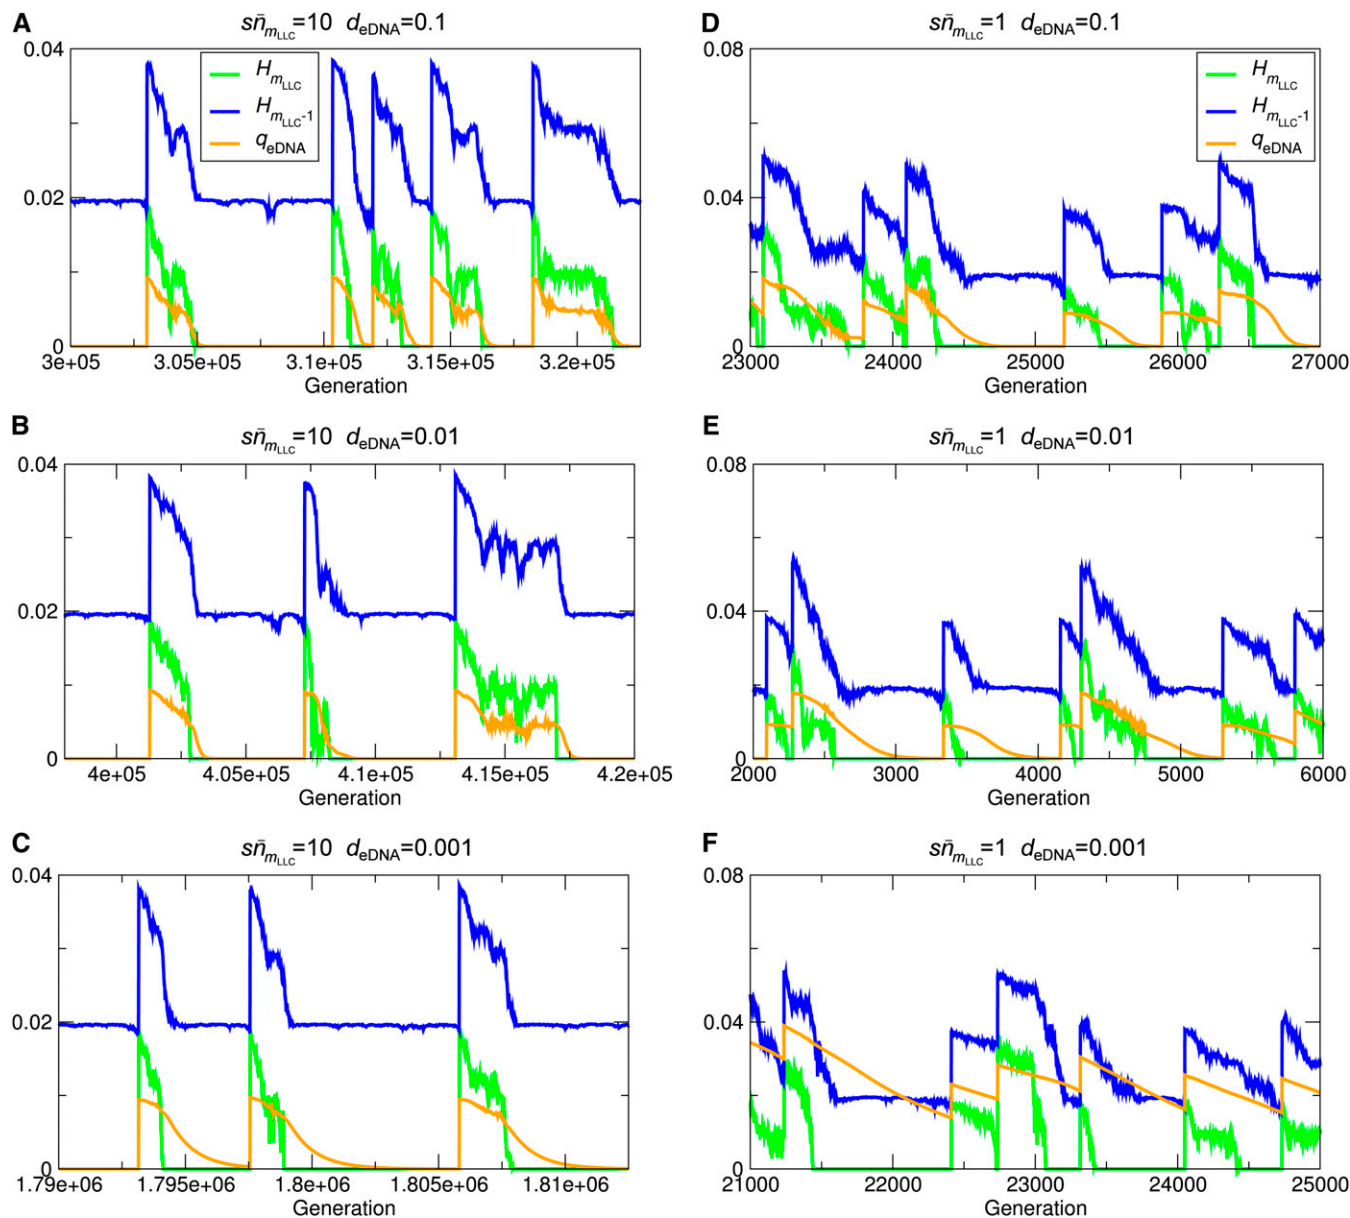 A
sn̄mLLC=10 deDNA=0.1
0.04
0.02
0
HmLLC
HmLLC-1
qeDNA
3e+05 3.05e+05 3.1e+05 3.15e+05 3.2e+05
Generation
D
sn̄mLLC=1 deDNA=0.1
0.08
0.04
0
HmLLC
HmLLC-1
qeDNA
23000 24000 25000 26000 27000
Generation
B
sn̄mLLC=10 deDNA=0.01
0.04
0.02
0
4e+05 4.05e+05 4.1e+05 4.15e+05 4.2e+05
Generation
E
sn̄mLLC=1 deDNA=0.01
0.08
0.04
0
2000 3000 4000 5000 6000
Generation
C
sn̄mLLC=10 deDNA=0.001
0.04
0.02
0
1.79e+06 1.795e+06 1.8e+06 1.805e+06 1.81e+06
Generation
F
sn̄mLLC=1 deDNA=0.001
0.08
0.04
0
21000 22000 23000 24000 25000
Generation